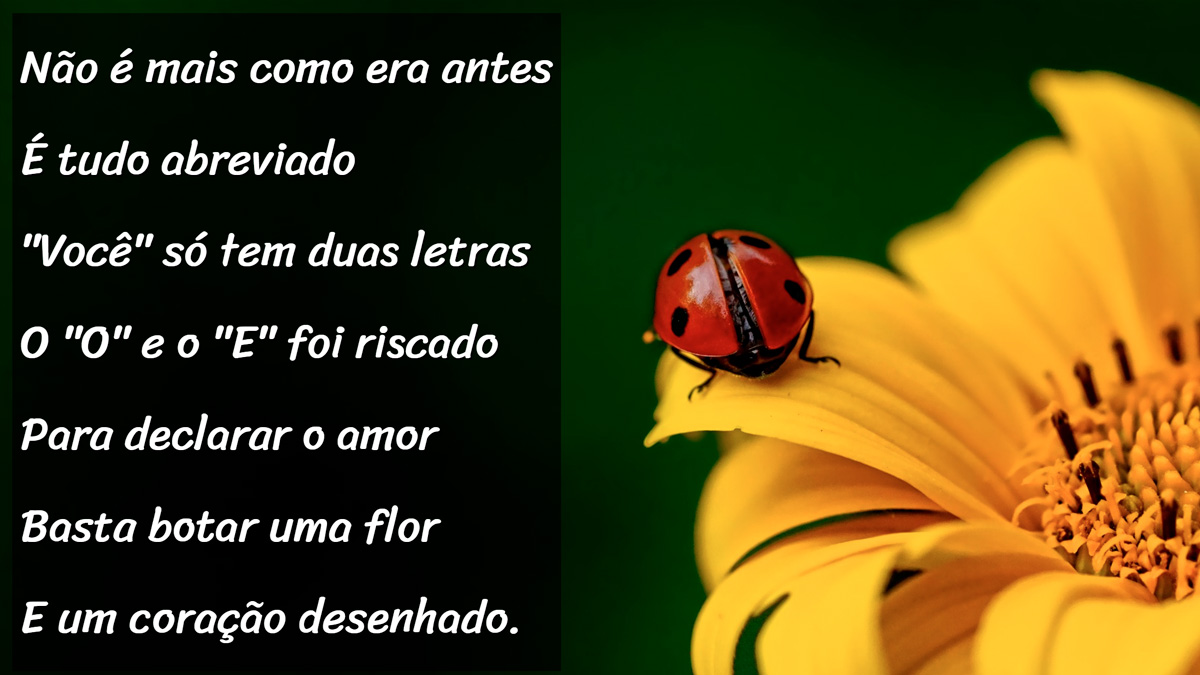 Não é mais como era antes
É tudo abreviado
"Você" só tem duas letras
O "O" e o "E" foi riscado
Para declarar o amor
Basta botar uma flor
E um coração desenhado.